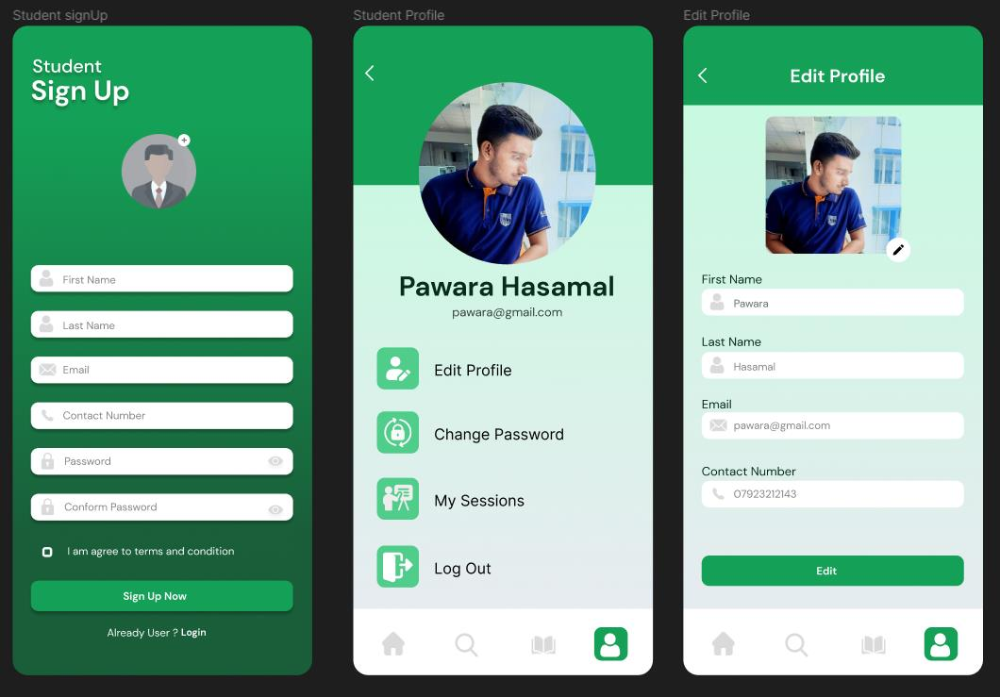 Student signUp
Student
Sign Up
First Name
Last Name
Email
Contact Number
Password
Conform Password
I am agree to terms and condition
Sign Up Now
Already User ? Login
Student Profile
Pawara Hasamal
pawara@gmail.com
Edit Profile
Change Password
My Sessions
Log Out
Edit Profile
Edit Profile
First Name
Pawara
Last Name
Hasamal
Email
pawara@gmail.com
Contact Number
07923212143
Edit